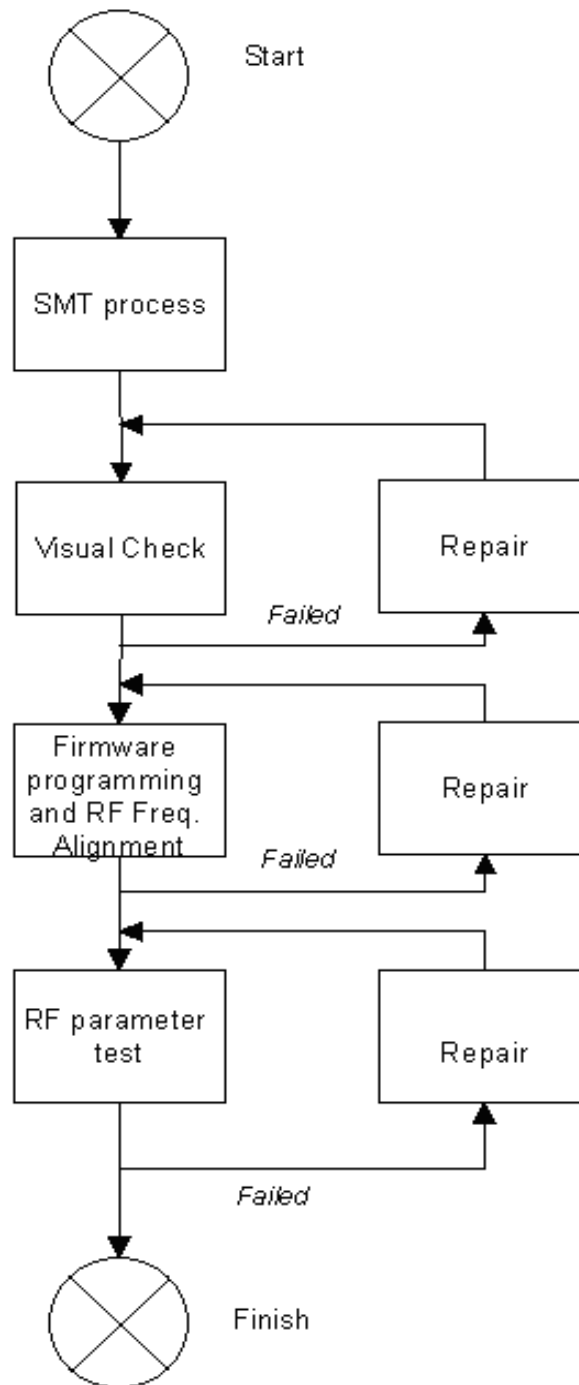 Start
SMT process
Visual Check
Repair
Failed
Firmware
programming
and RF Freq.
Alignment
Repair
Failed
RF parameter
test
Repair
Failed
Finish